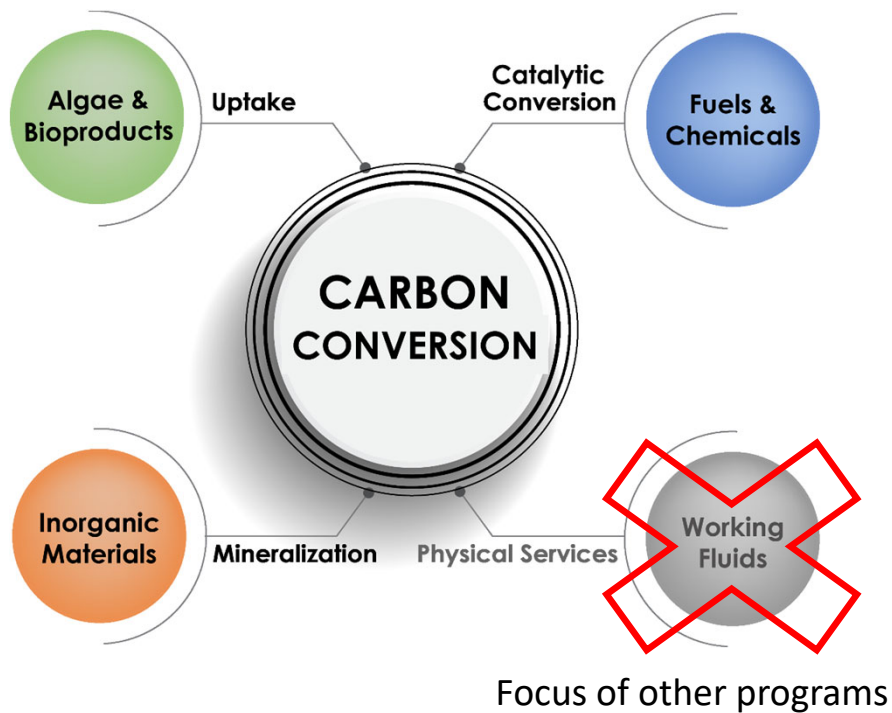 Algae &
Bioproducts
Uptake
Catalytic
Conversion
Fuels &
Chemicals
CARBON
CONVERSION
Inorganic
Materials
Mineralization
Physical Services
Working
Fluids
Focus of other programs